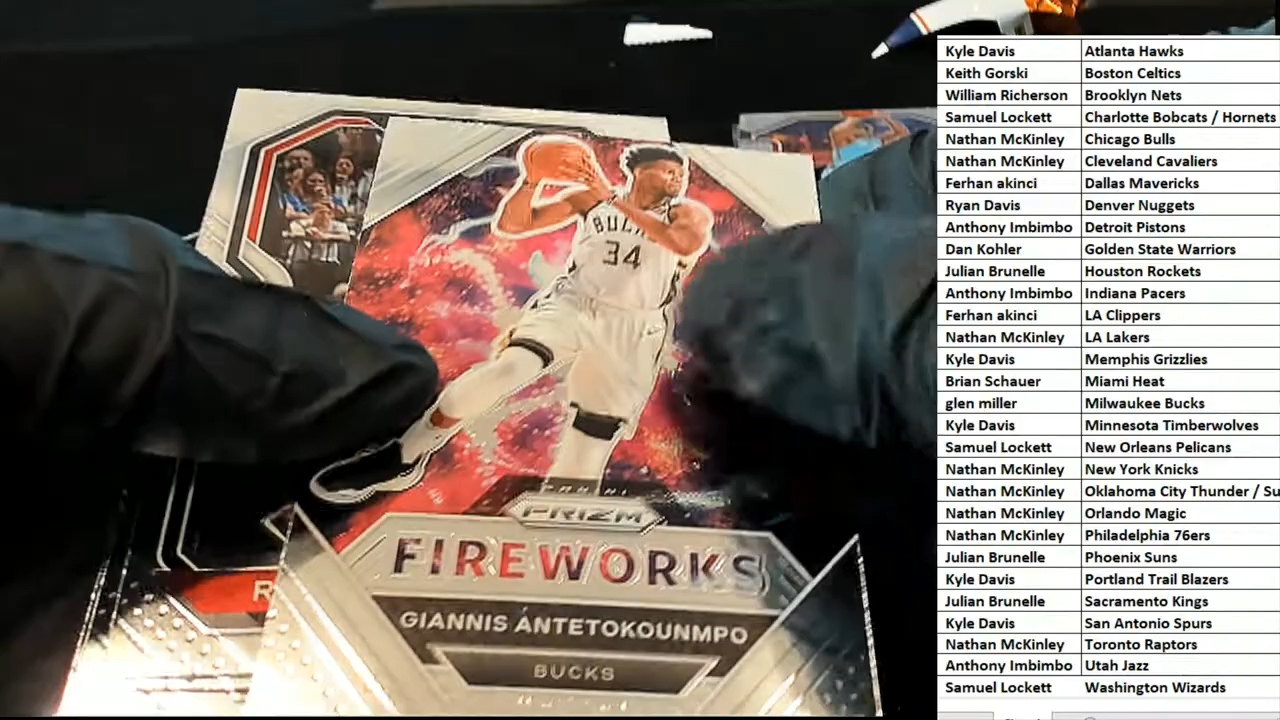 BUCKS
34
PANINI
PRIZM
FIREWORKS
GIANNIS ANTETOKOUNMPO
BUCKS
R
Kyle Davis Atlanta Hawks
Keith Gorski Boston Celtics
William Richerson Brooklyn Nets
Samuel Lockett Charlotte Bobcats / Hornets
Nathan McKinley Chicago Bulls
Nathan McKinley Cleveland Cavaliers
Ferhan akinci Dallas Mavericks
Ryan Davis Denver Nuggets
Anthony Imbimbo Detroit Pistons
Dan Kohler Golden State Warriors
Julian Brunelle Houston Rockets
Anthony Imbimbo Indiana Pacers
Ferhan akinci LA Clippers
Nathan McKinley LA Lakers
Kyle Davis Memphis Grizzlies
Brian Schauer Miami Heat
glen miller Milwaukee Bucks
Kyle Davis Minnesota Timberwolves
Samuel Lockett New Orleans Pelicans
Nathan McKinley New York Knicks
Nathan McKinley Oklahoma City Thunder / Su
Nathan McKinley Orlando Magic
Nathan McKinley Philadelphia 76ers
Julian Brunelle Phoenix Suns
Kyle Davis Portland Trail Blazers
Julian Brunelle Sacramento Kings
Kyle Davis San Antonio Spurs
Nathan McKinley Toronto Raptors
Anthony Imbimbo Utah Jazz
Samuel Lockett Washington Wizards